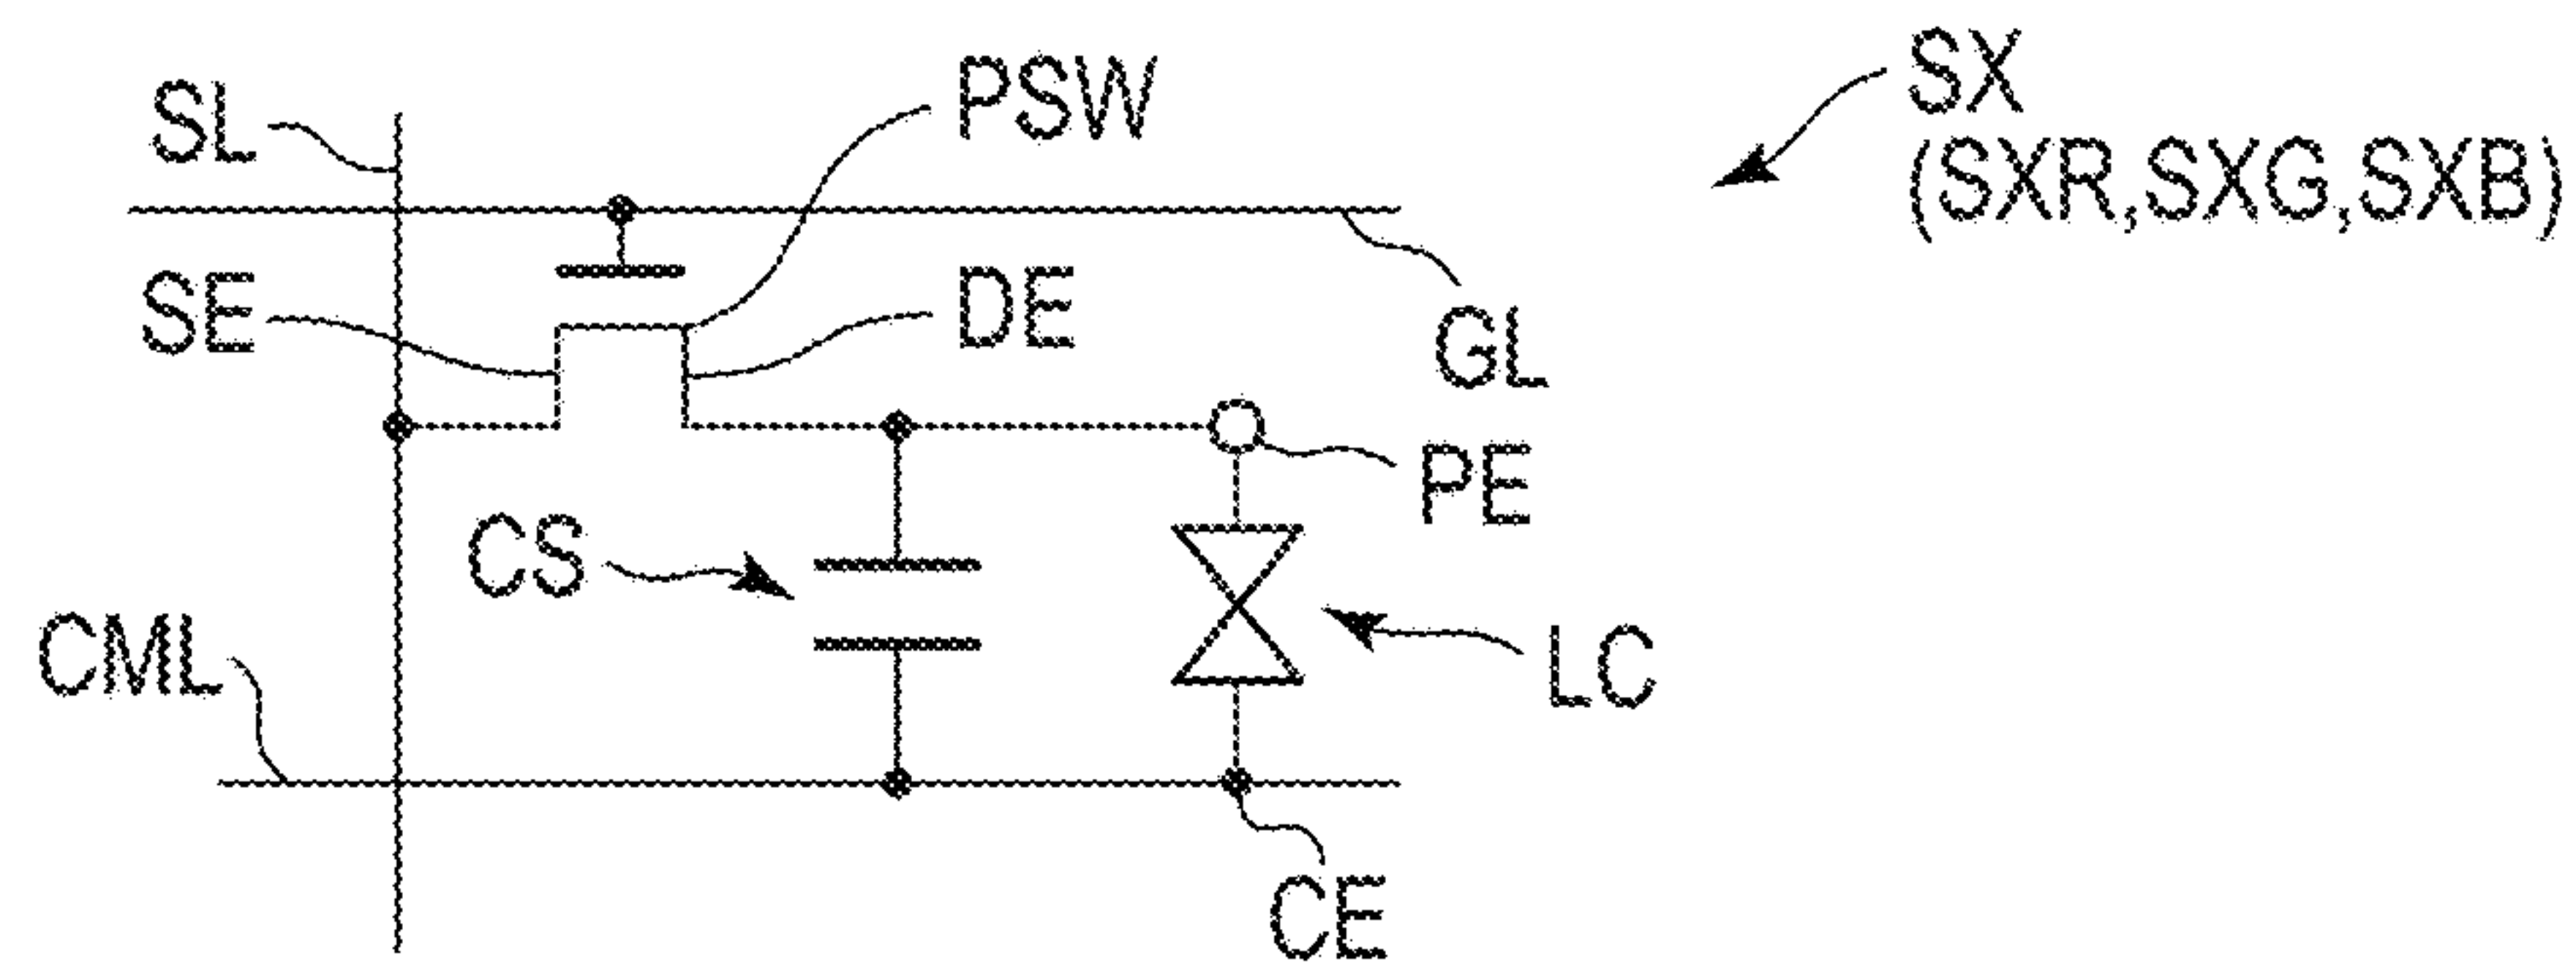 SL
PSW
SX
(SXR,SXG,SXB)
SE
DE
GL
PE
CS
CML
LC
CE